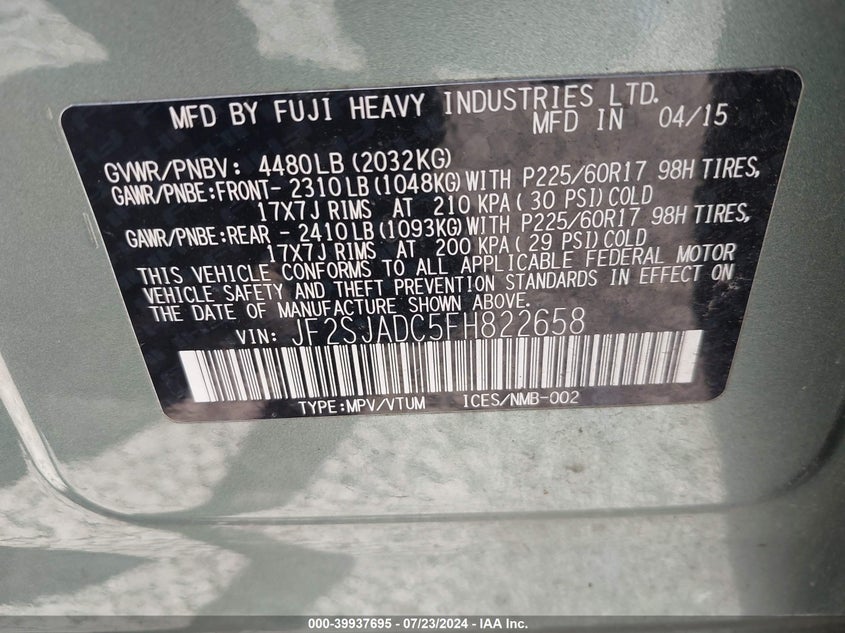 MFD BY FUJI HEAVY INDUSTRIES LTD.
MFD IN 04/15
GVWR/PNBV: 4480LB(2032KG)
GAWR/PNBE:FRONT- 2310LB(1048KG)WITH P225/60R17 98H TIRES,
17X7J RIMS AT 210 KPA( 30 PSI)COLD
GAWR/PNBE:REAR - 2410LB(1093KG)WITH P225/60R17 98H TIRES,
17X7J RIMS AT 200 KPA( 29 PSI)COLD
THIS VEHICLE CONFORMS TO ALL APPLICABLE FEDERAL MOTOR
VEHICLE SAFETY AND THEFT PREVENTION STANDARDS IN EFFECT ON
THE DATE OF MANUFACTURE SHOWN ABOVE.
VIN: JF2SJADC5FH822658
TYPE:MPV/VTUM ICES/NMB-002
000-39937695 - 07/23/2024 - IAA Inc.